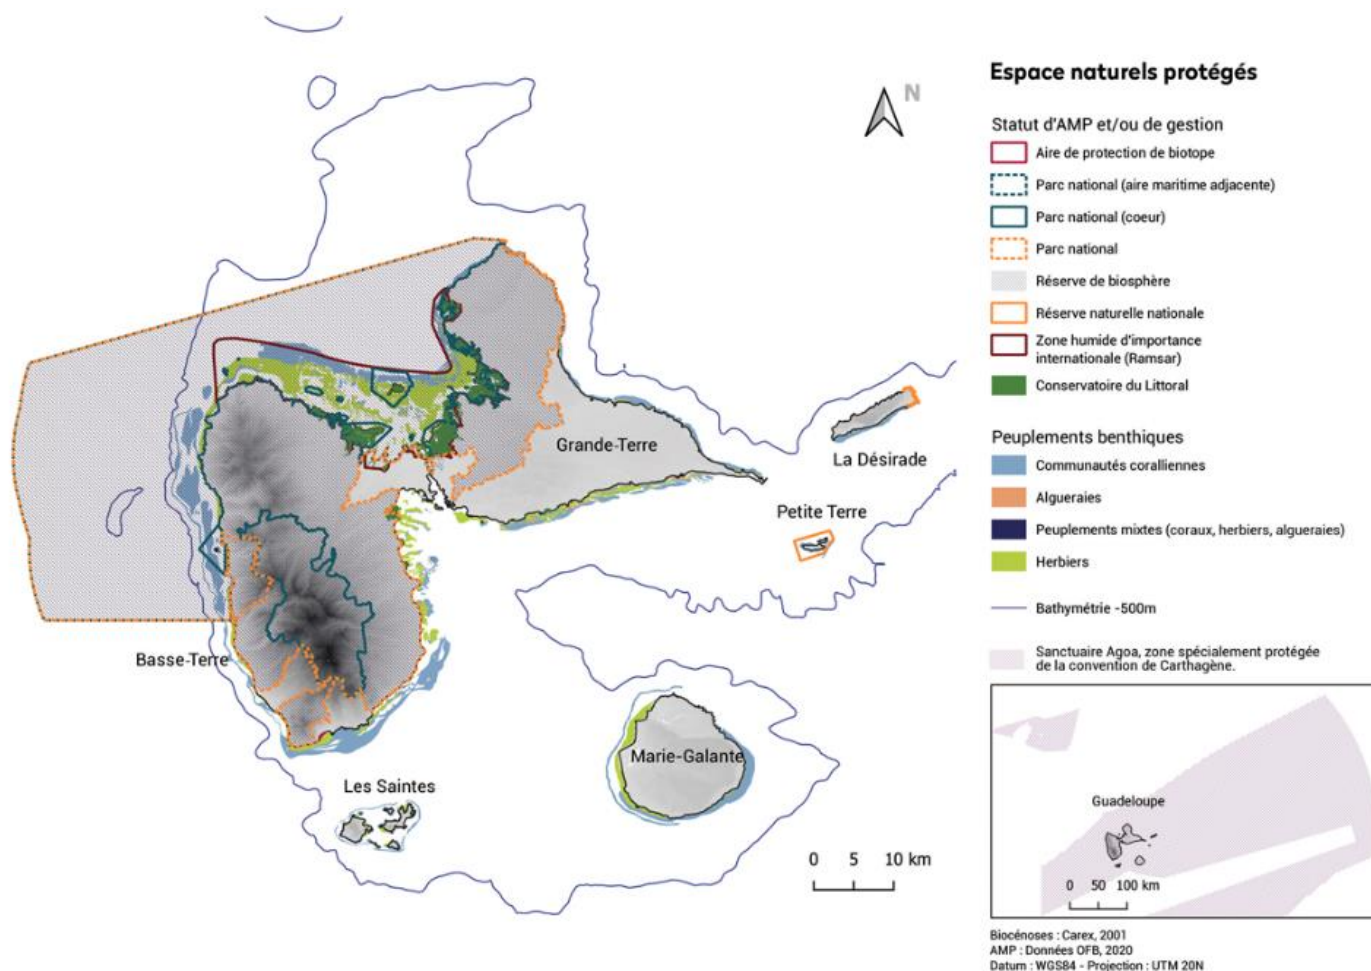 N
Grande-Terre
La Désirade
Petite Terre
Basse-Terre
Marie-Galante
Les Saintes
0 5 10 km
Espace naturels protégés
Statut d'AMP et/ou de gestion
Aire de protection de biotope
Parc national (aire maritime adjacente)
Parc national (coeur)
Parc national
Réserve de biosphère
Réserve naturelle nationale
Zone humide d'importance
internationale (Ramsar)
Conservatoire du Littoral
Peuplements benthiques
Communautés coralliennes
Algueraies
Peuplements mixtes (coraux, herbiers, algueraies)
Herbiers
Bathymétrie -500m
Sanctuaire Agoa, zone spécialement protégée
de la convention de Carthagène.
Guadeloupe
0 50 100 km
Biocénoses : Carex, 2001
AMP : Données OFB, 2020
Datum : WGS84 - Projection : UTM 20N